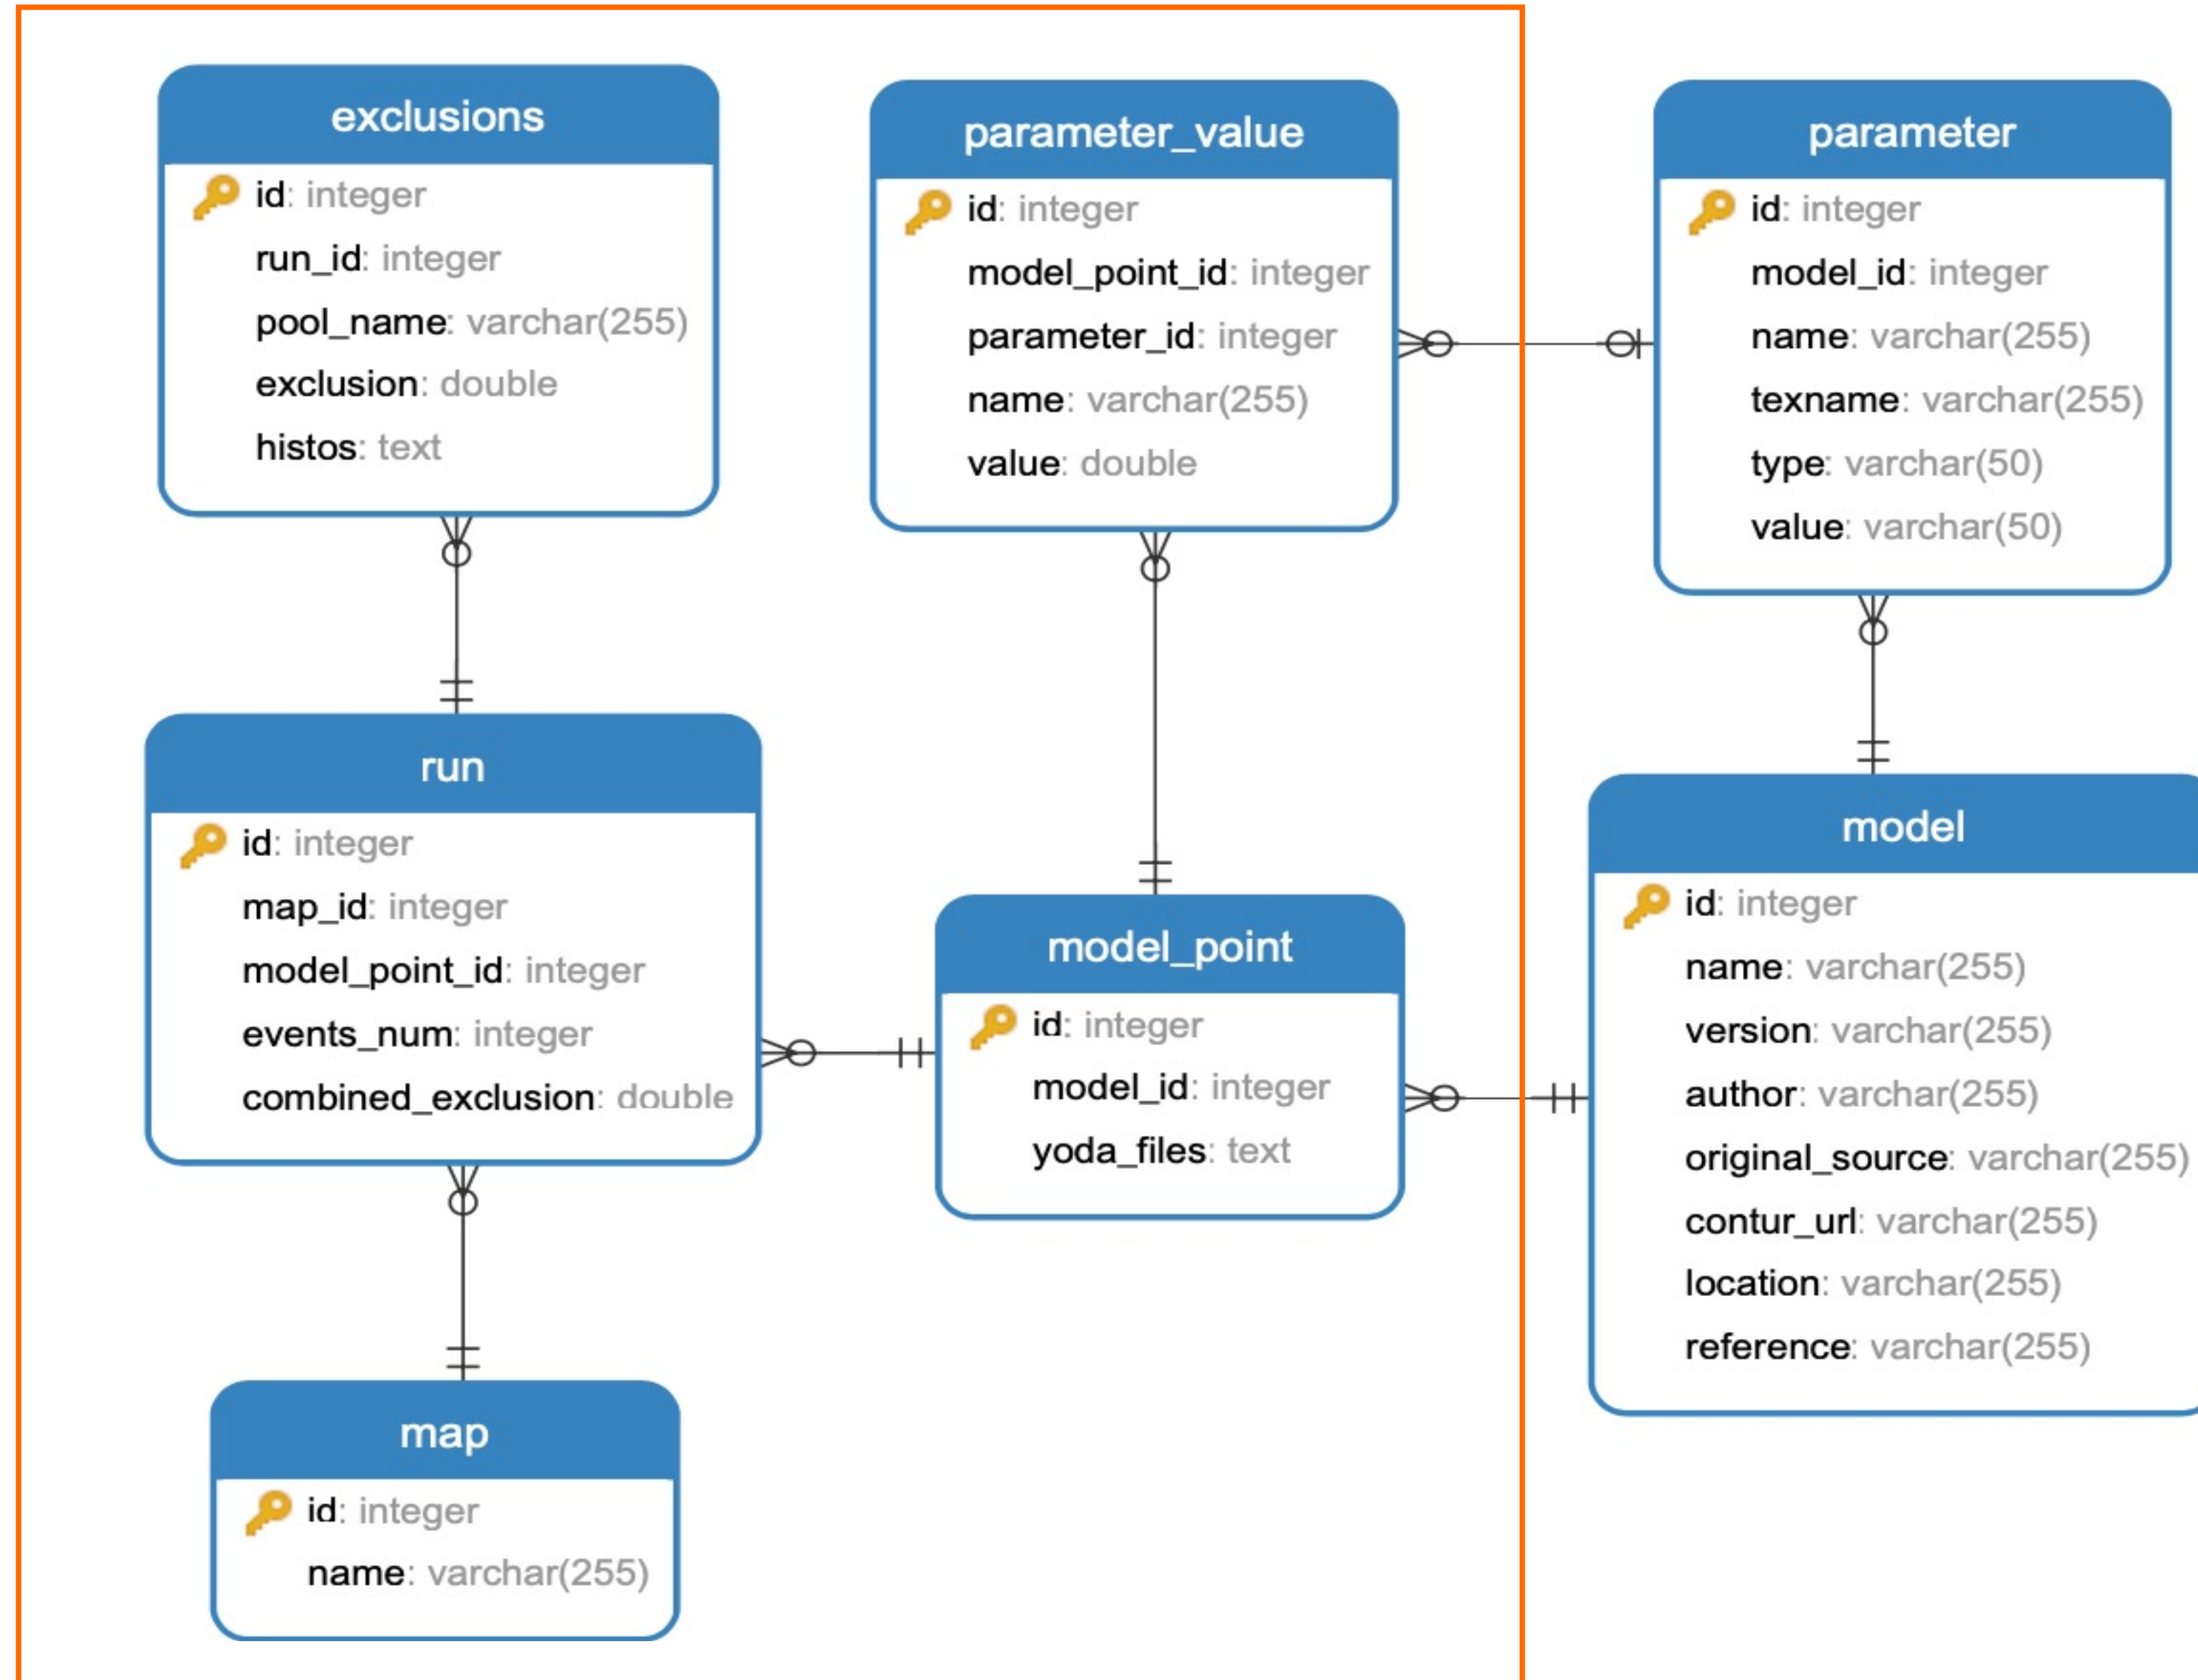 exclusions
id: integer
run_id: integer
pool_name: varchar(255)
exclusion: double
histos: text
parameter_value
id: integer
model_point_id: integer
parameter_id: integer
name: varchar(255)
value: double
parameter
id: integer
model_id: integer
name: varchar(255)
texname: varchar(255)
type: varchar(50)
value: varchar(50)
run
id: integer
map_id: integer
model_point_id: integer
events_num: integer
combined_exclusion: double
model_point
id: integer
model_id: integer
yoda_files: text
model
id: integer
name: varchar(255)
version: varchar(255)
author: varchar(255)
original_source: varchar(255)
contur_url: varchar(255)
location: varchar(255)
reference: varchar(255)
map
id: integer
name: varchar(255)